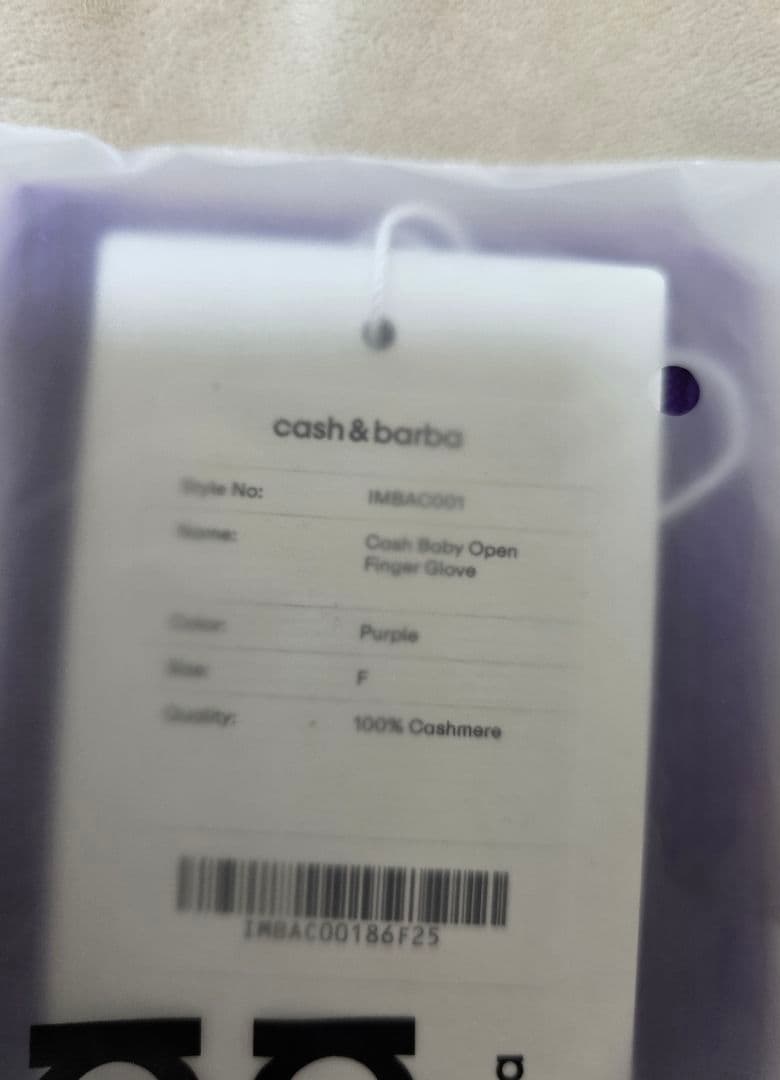 cash&barba
Style No: IMBAC001
Name: Cash Baby Open
Finger Glove
Color: Purple
Size: F
Quality: 100% Cashmere
IMBAC00186F25